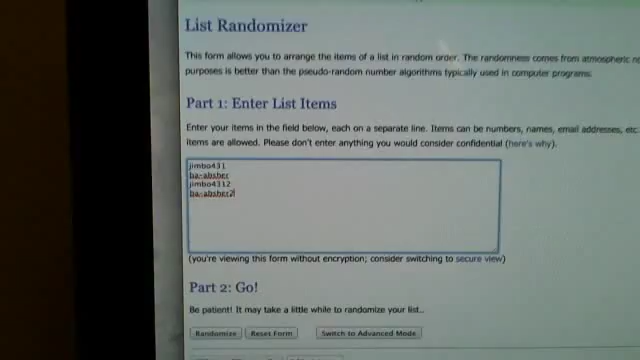 List Randomizer
This form allows you to arrange the items of a list in random order. The randomness comes from atmospheric
purposes is better than the pseudo-random number algorithms typically used in computer programs.
Part 1: Enter List Items
Enter your items in the field below, each on a separate line. Items can be numbers, names, email addresses, etc.
items are allowed. Please don't enter anything you would consider confidential (here's why).
jimbo431
ba-absher
jimbo4312
ba-absher2
(you're viewing this form without encryption; consider switching to secure view)
Part 2: Go!
Be patient! It may take a little while to randomize your list...
Randomize Reset Form Switch to Advanced Mode